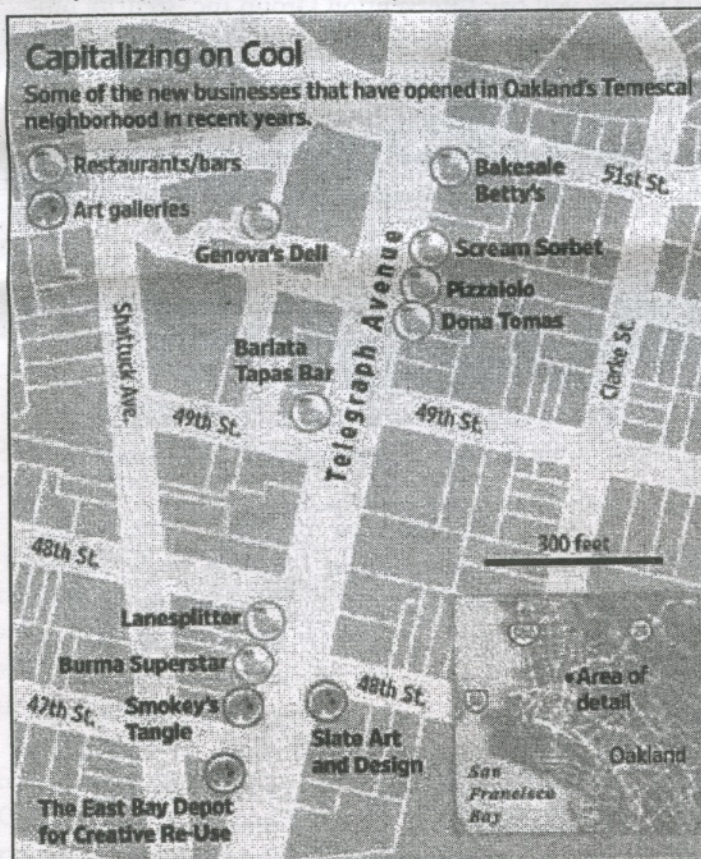 Capitalizing on Cool
Some of the new businesses that have opened in Oakland's Temescal
neighborhood in recent years.
Restaurants/bars
Art galleries
Bakesale
Betty's
51st St.
Genova's Deli
Scream Sorbet
Pizzaiolo
Dona Tomas
Telegraph Avenue
Shattuck Ave.
Clarke St.
Barlata
Tapas Bar
49th St.
49th St.
48th St.
300 feet
Lanesplitter
Burma Superstar
Smokey's
Tangle
47th St.
48th St.
Slate Art
and Design
The East Bay Depot
for Creative Re-Use
Area of
detail
Oakland
San
Francisco
Bay